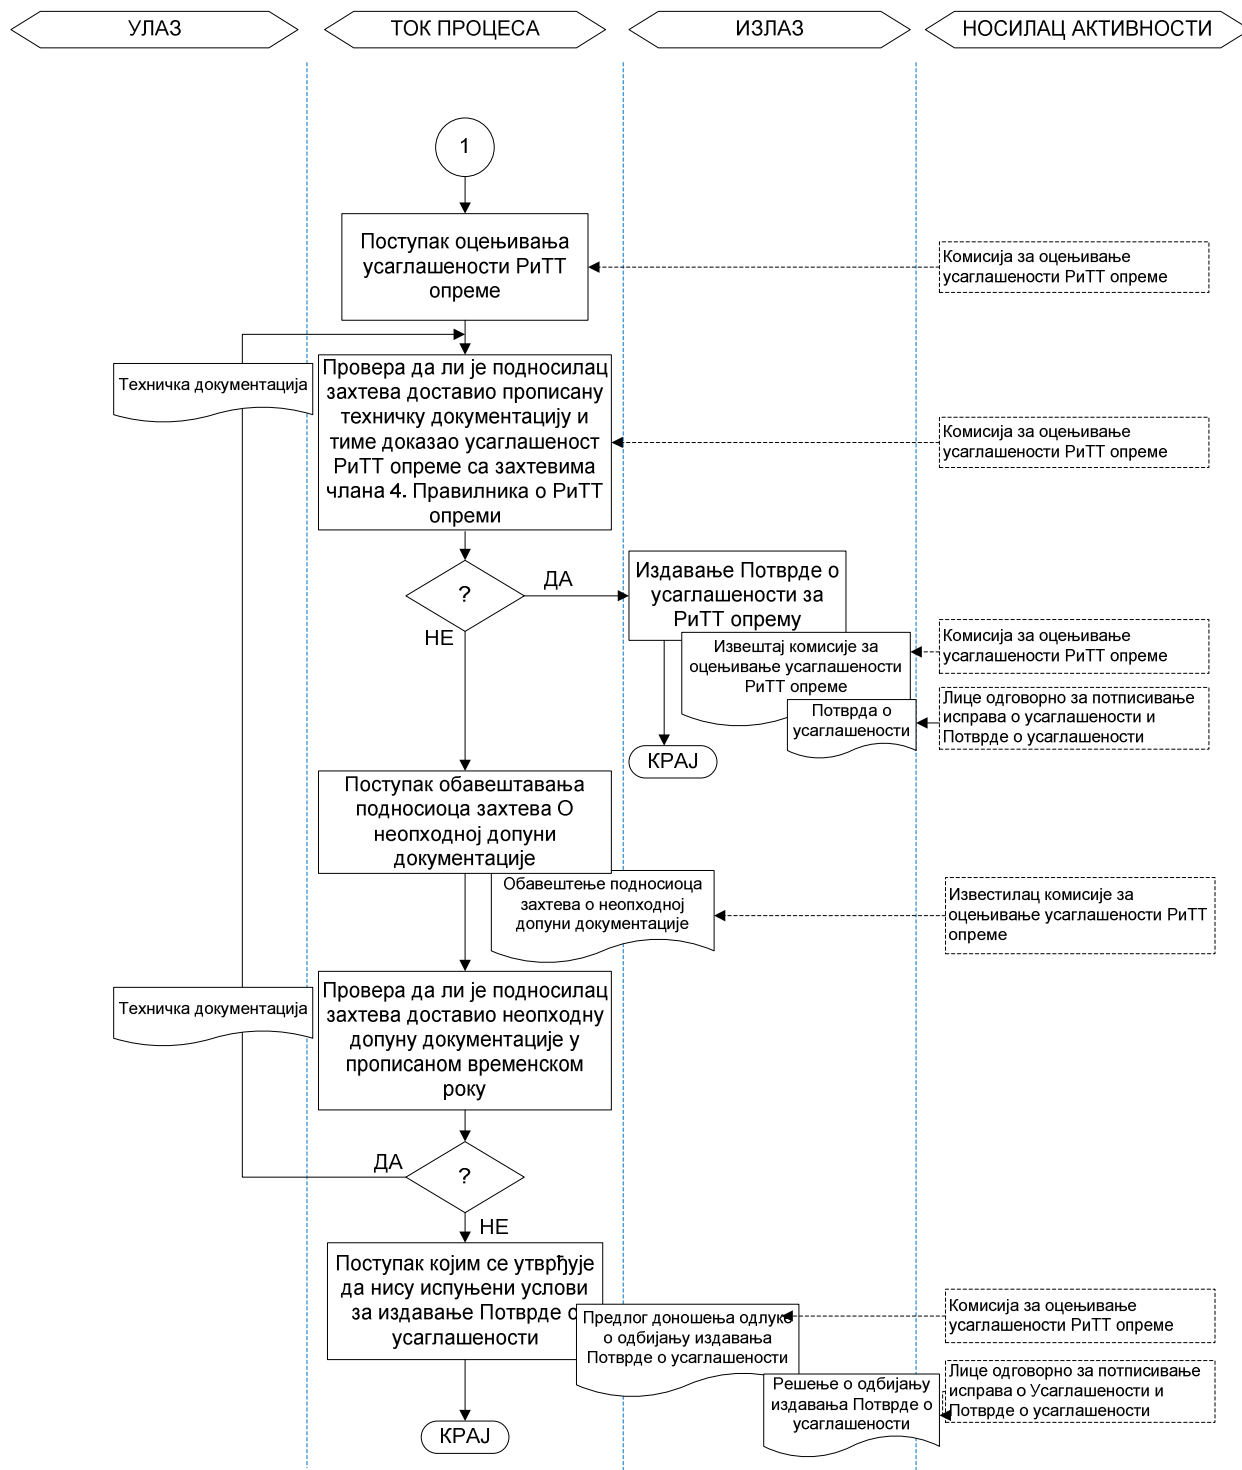 УЛАЗ
ТОК ПРОЦЕСА
ИЗЛАЗ
НОСИЛАЦ АКТИВНОСТИ
1
Поступак оцењивања
усаглашености РиТТ
опреме
Комисија за оцењивање
усаглашености РиТТ опреме
Техничка документација
Провера да ли је подносилац
захтева доставио прописану
техничку документацију и
тиме доказао усаглашеност
РиТТ опреме са захтевима
члана 4. Правилника о РиТТ
опреми
Комисија за оцењивање
усаглашености РиТТ опреме
?
ДА
НЕ
Издавање Потврде о
усаглашености за
РиТТ опрему
Извештај комисије за
оцењивање усаглашености
РиТТ опреме
Комисија за оцењивање
усаглашености РиТТ опреме
Потврда о
усаглашености
Лице одговорно за потписивање
исправа о усаглашености и
Потврде о усаглашености
КРАЈ
Поступак обавештавања
подносиоца захтева О
неопходној допуни
документације
Обавештење подносиоца
захтева о неопходној
допуни документације
Известилац комисије за
оцењивање усаглашености РиТТ
опреме
Техничка документација
Провера да ли је подносилац
захтева доставио неопходну
допуну документације у
прописаном временском
року
?
ДА
НЕ
Поступак којим се утврђује
да нису испуњени услови
за издавање Потврде о
усаглашености
Предлог доношења одлуке
о одбијању издавања
Потврде о усаглашености
Комисија за оцењивање
усаглашености РиТТ опреме
Решење о одбијању
издавања Потврде о
усаглашености
Лице одговорно за потписивање
исправа о Усаглашености и
Потврде о усаглашености
КРАЈ